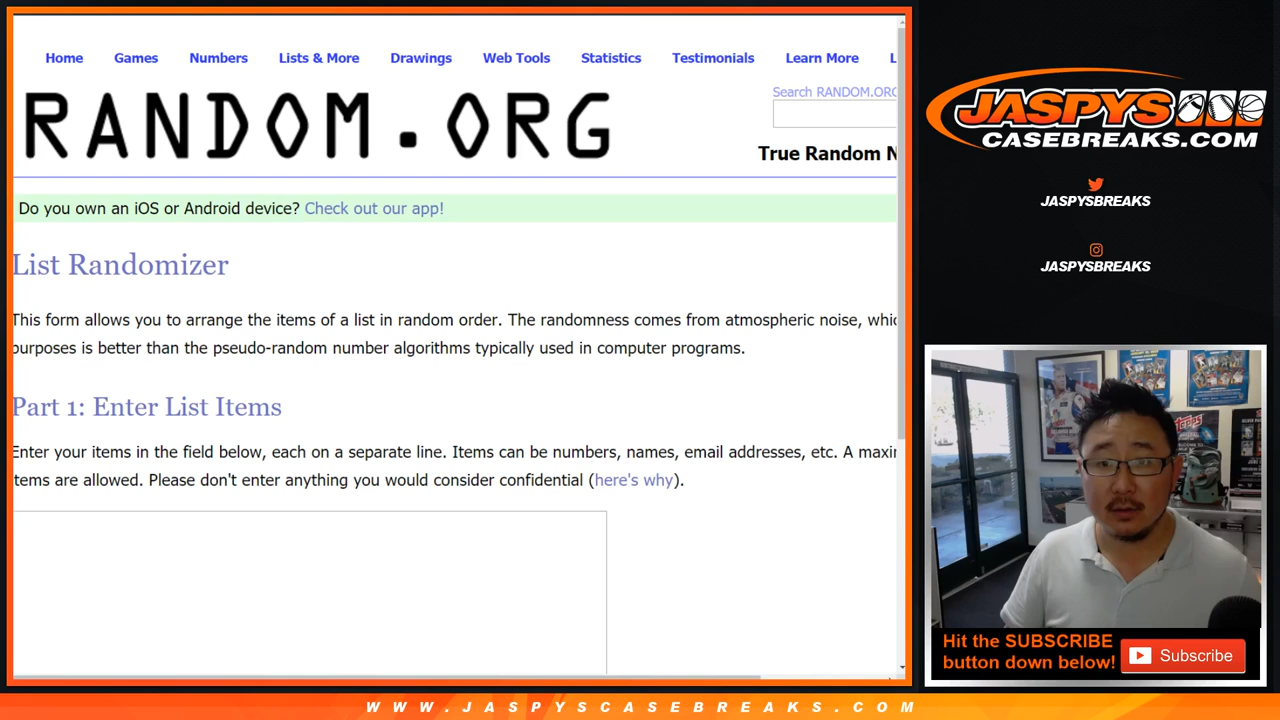 Home Games Numbers Lists & More Drawings Web Tools Statistics Testimonials Learn More L
Search RANDOM.ORG
RANDOM.ORG
True Random N
Do you own an iOS or Android device? Check out our app!
List Randomizer
This form allows you to arrange the items of a list in random order. The randomness comes from atmospheric noise, whic
purposes is better than the pseudo-random number algorithms typically used in computer programs.
Part 1: Enter List Items
Enter your items in the field below, each on a separate line. Items can be numbers, names, email addresses, etc. A maxi
tems are allowed. Please don't enter anything you would consider confidential (here's why).
JASPYS
CASEBREAKS.COM
JASPYSBREAKS
JASPYSBREAKS
Topps
Hit the SUBSCRIBE
button down below!
Subscribe
WWW.JASPYSCASEBREAKS.COM